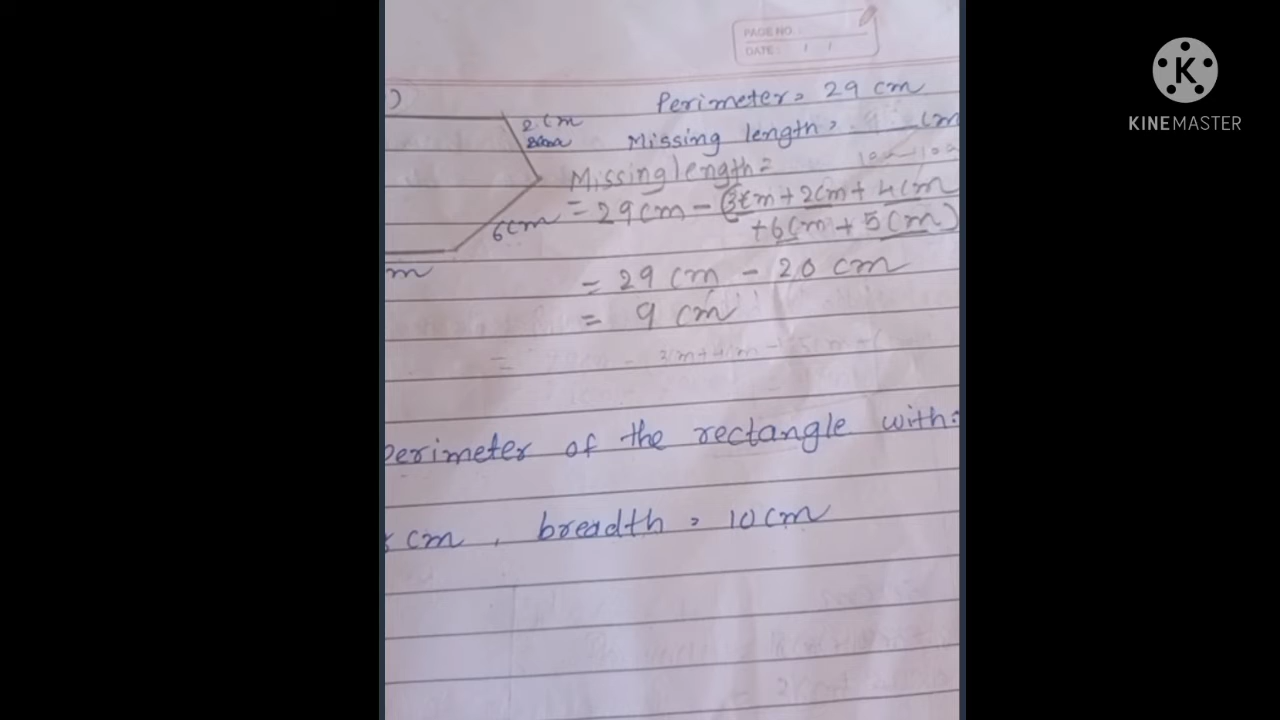 PAGE NO.:
DATE: / /
K
KINEMASTER
)
Perimeter = 29 cm
2 cm
Missing length = 9 cm
Missing length =
= 29 cm - (3 cm + 2 cm + 4 cm
6 cm
+ 6 cm + 5 cm)
m
= 29 cm - 20 cm
= 9 cm
perimeter of the rectangle with:
cm, breadth = 10 cm